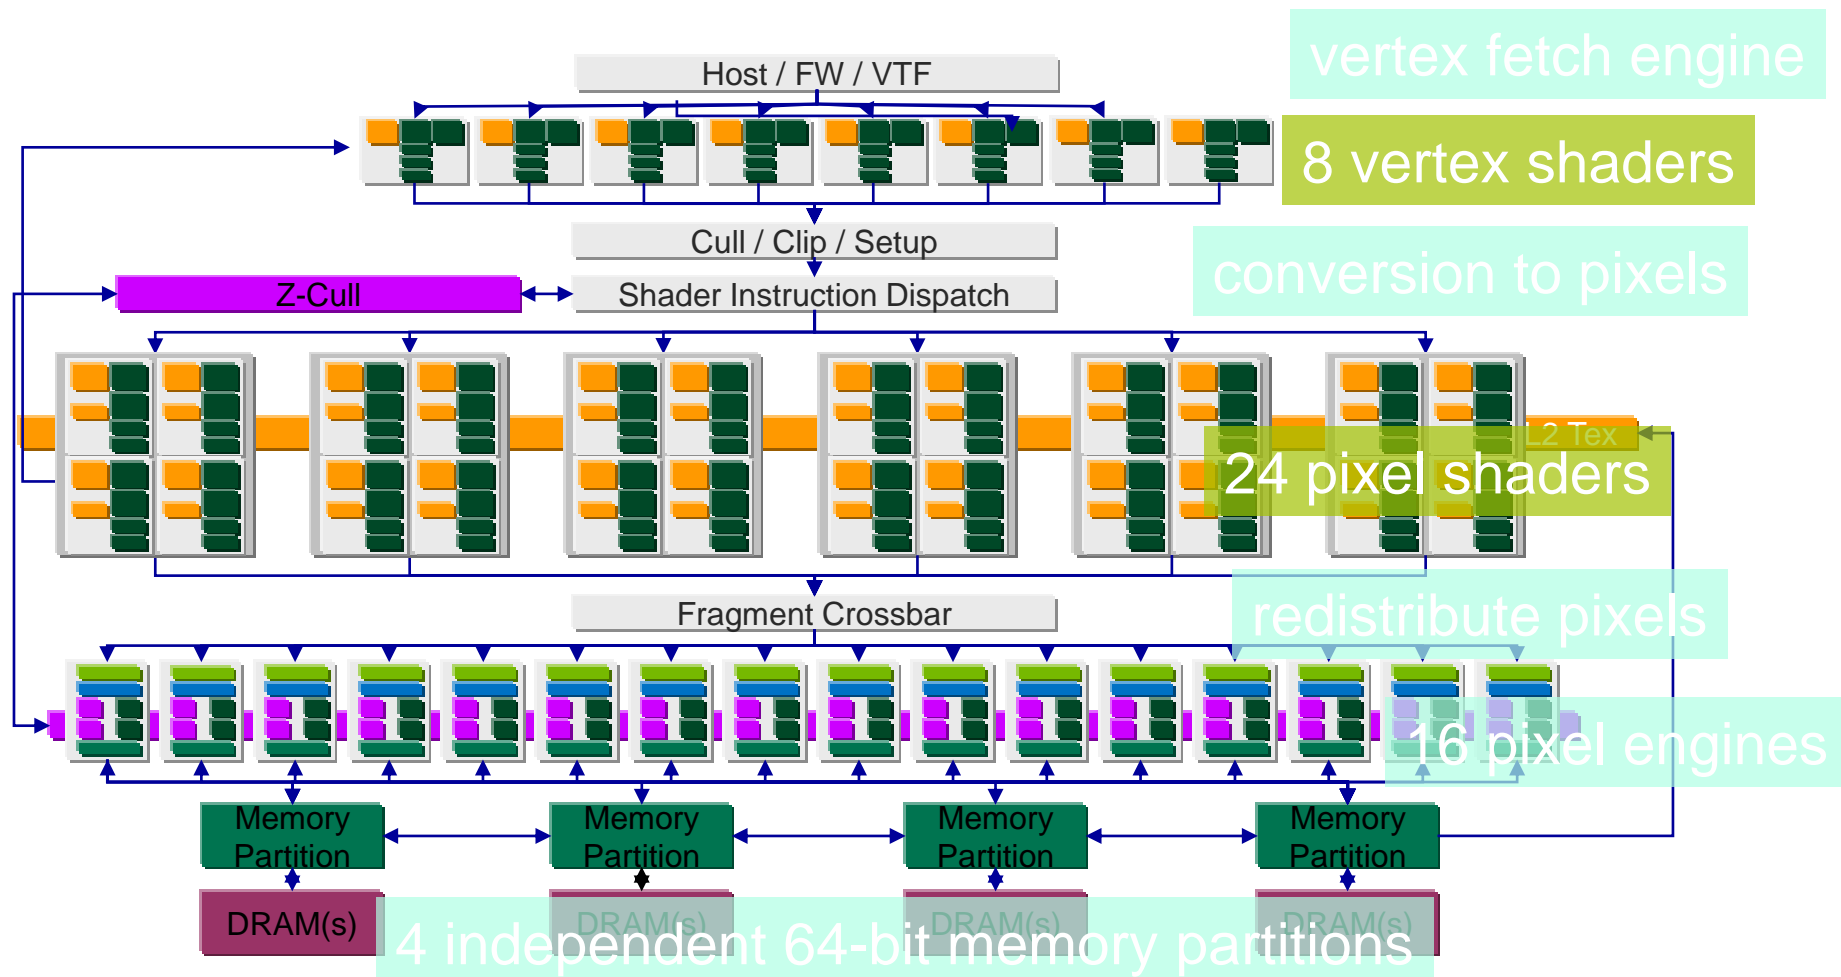 vertex fetch engine
Host / FW / VTF
8 vertex shaders
Cull / Clip / Setup
conversion to pixels
Z-Cull
Shader Instruction Dispatch
L2 Tex
24 pixel shaders
Fragment Crossbar
redistribute pixels
16 pixel engines
Memory
Partition
Memory
Partition
Memory
Partition
Memory
Partition
DRAM(s)
DRAM(s)
DRAM(s)
DRAM(s)
4 independent 64-bit memory partitions